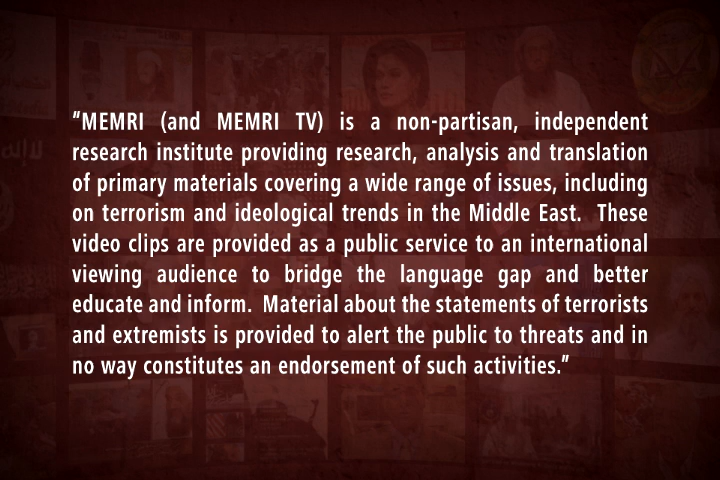 “MEMRI (and MEMRI TV) is a non-partisan, independent
research institute providing research, analysis and translation
of primary materials covering a wide range of issues, including
on terrorism and ideological trends in the Middle East. These
video clips are provided as a public service to an international
viewing audience to bridge the language gap and better
educate and inform. Material about the statements of terrorists
and extremists is provided to alert the public to threats and in
no way constitutes an endorsement of such activities.”